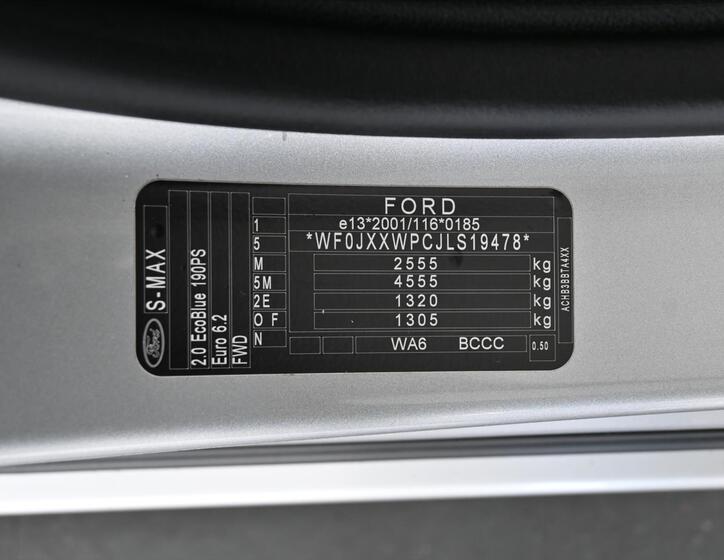 FORD
e13*2001/116*0185
*WF0JXXWPCJLS19478*
2555 kg
4555 kg
1320 kg
1305 kg
WA6 BCCC 0.50
1
5
M
5M
2E
O F
N
Ford
S-MAX
2.0 EcoBlue 190PS
Euro 6.2
FWD
ACHB3BBTA4XX